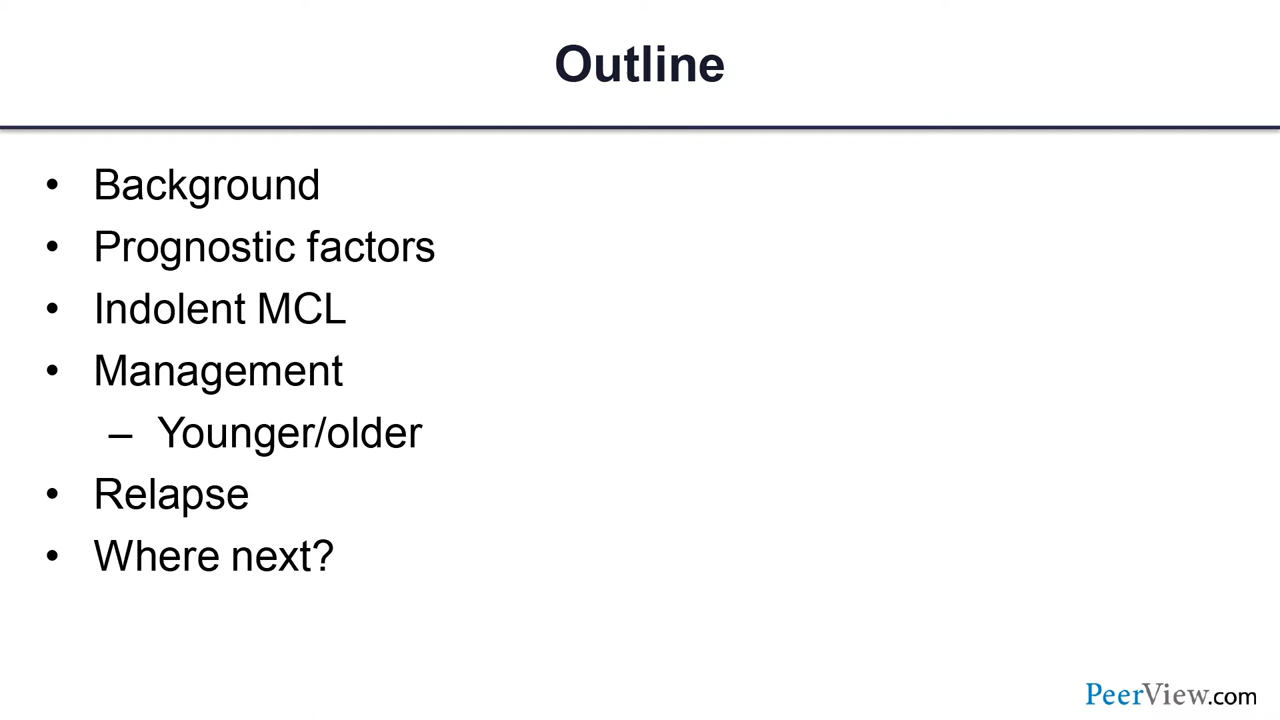 Outline
• Background
• Prognostic factors
• Indolent MCL
• Management
– Younger/older
• Relapse
• Where next?
PeerView.com